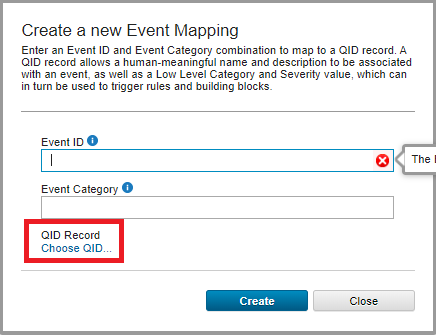 Create a new Event Mapping
Enter an Event ID and Event Category combination to map to a QID record. A
QID record allows a human-meaningful name and description to be associated
with an event, as well as a Low Level Category and Severity value, which can
in turn be used to trigger rules and building blocks.
Event ID
The
Event Category
QID Record
Choose QID...
Create
Close